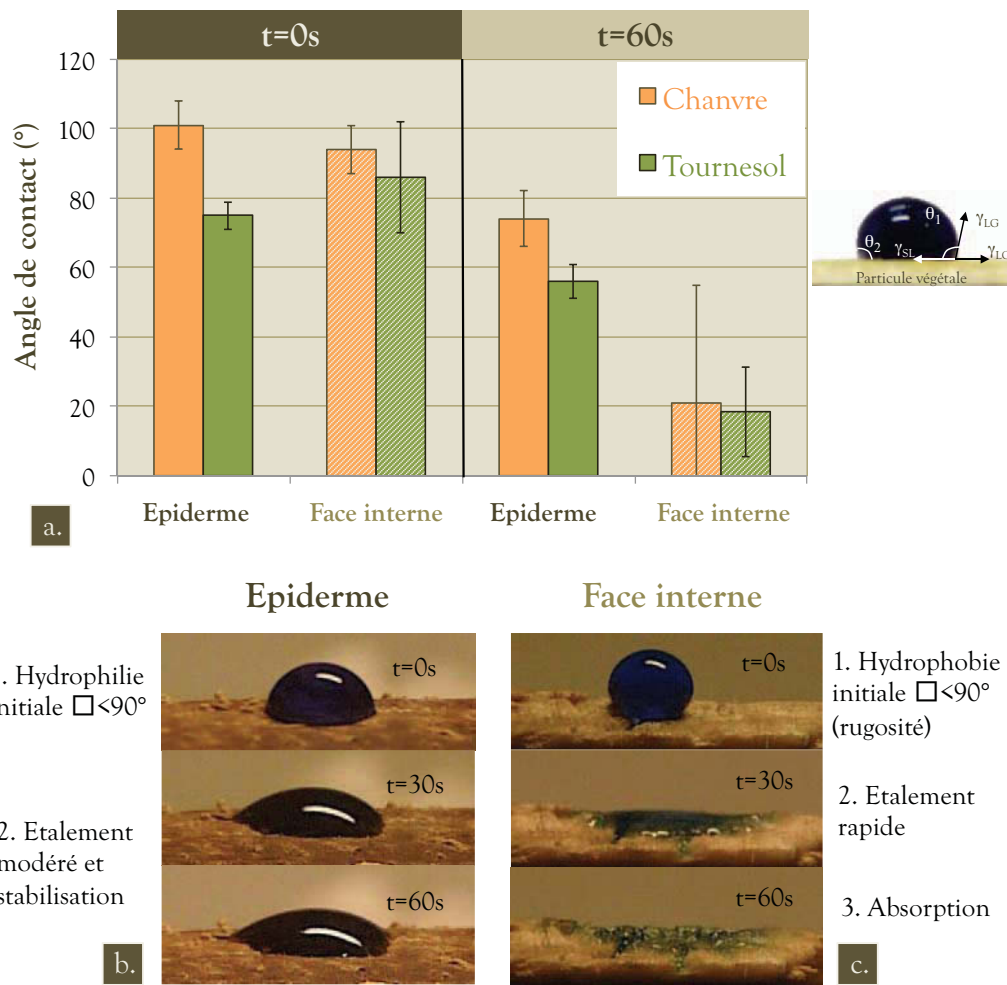 t=0s t=60s
120
100
80
60
40
20
0
Angle de contact (°)
Chanvre
Tournesol
Epiderme Face interne Epiderme Face interne
a.
θ1
θ2
γLG
γSL
γLG
Particule végétale
Epiderme
. Hydrophilie
nitiale □<90°
2. Etalement
modéré et
stabilisation
t=0s
t=30s
t=60s
b.
Face interne
t=0s
t=30s
t=60s
1. Hydrophobie
initiale □<90°
(rugosité)
2. Etalement
rapide
3. Absorption
c.